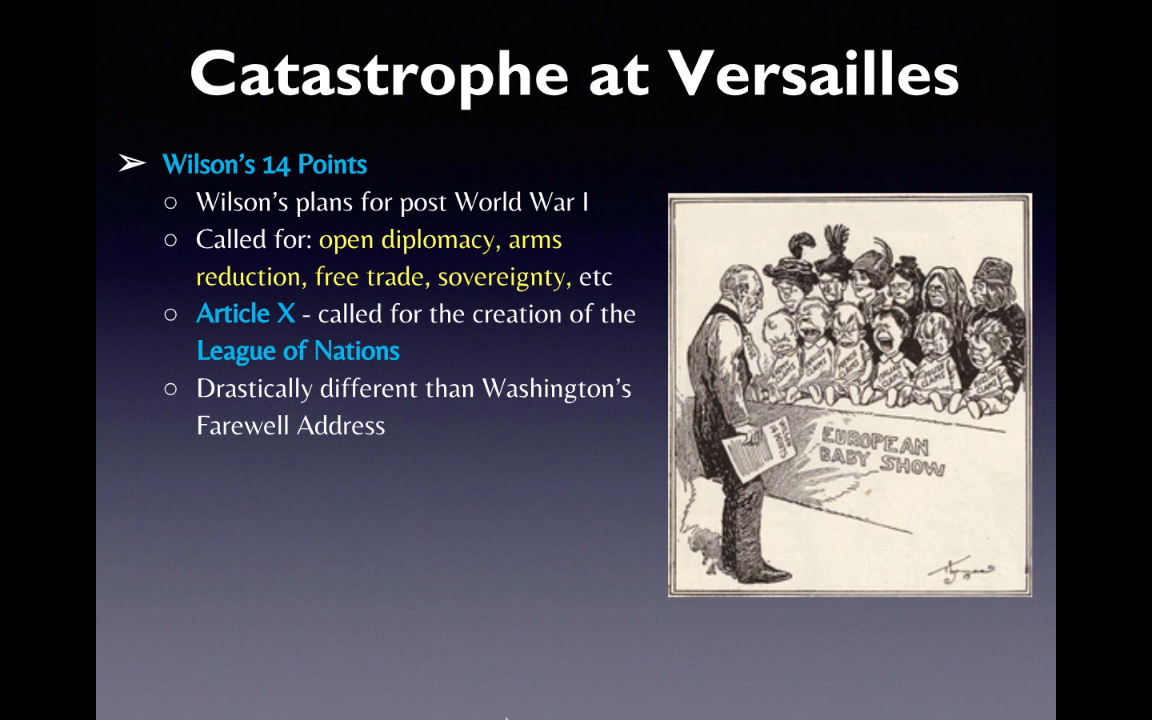 Catastrophe at Versailles
➢ Wilson's 14 Points
○ Wilson's plans for post World War I
○ Called for: open diplomacy, arms
reduction, free trade, sovereignty, etc
○ Article X - called for the creation of the
League of Nations
○ Drastically different than Washington's
Farewell Address
EUROPEAN
BABY SHOW